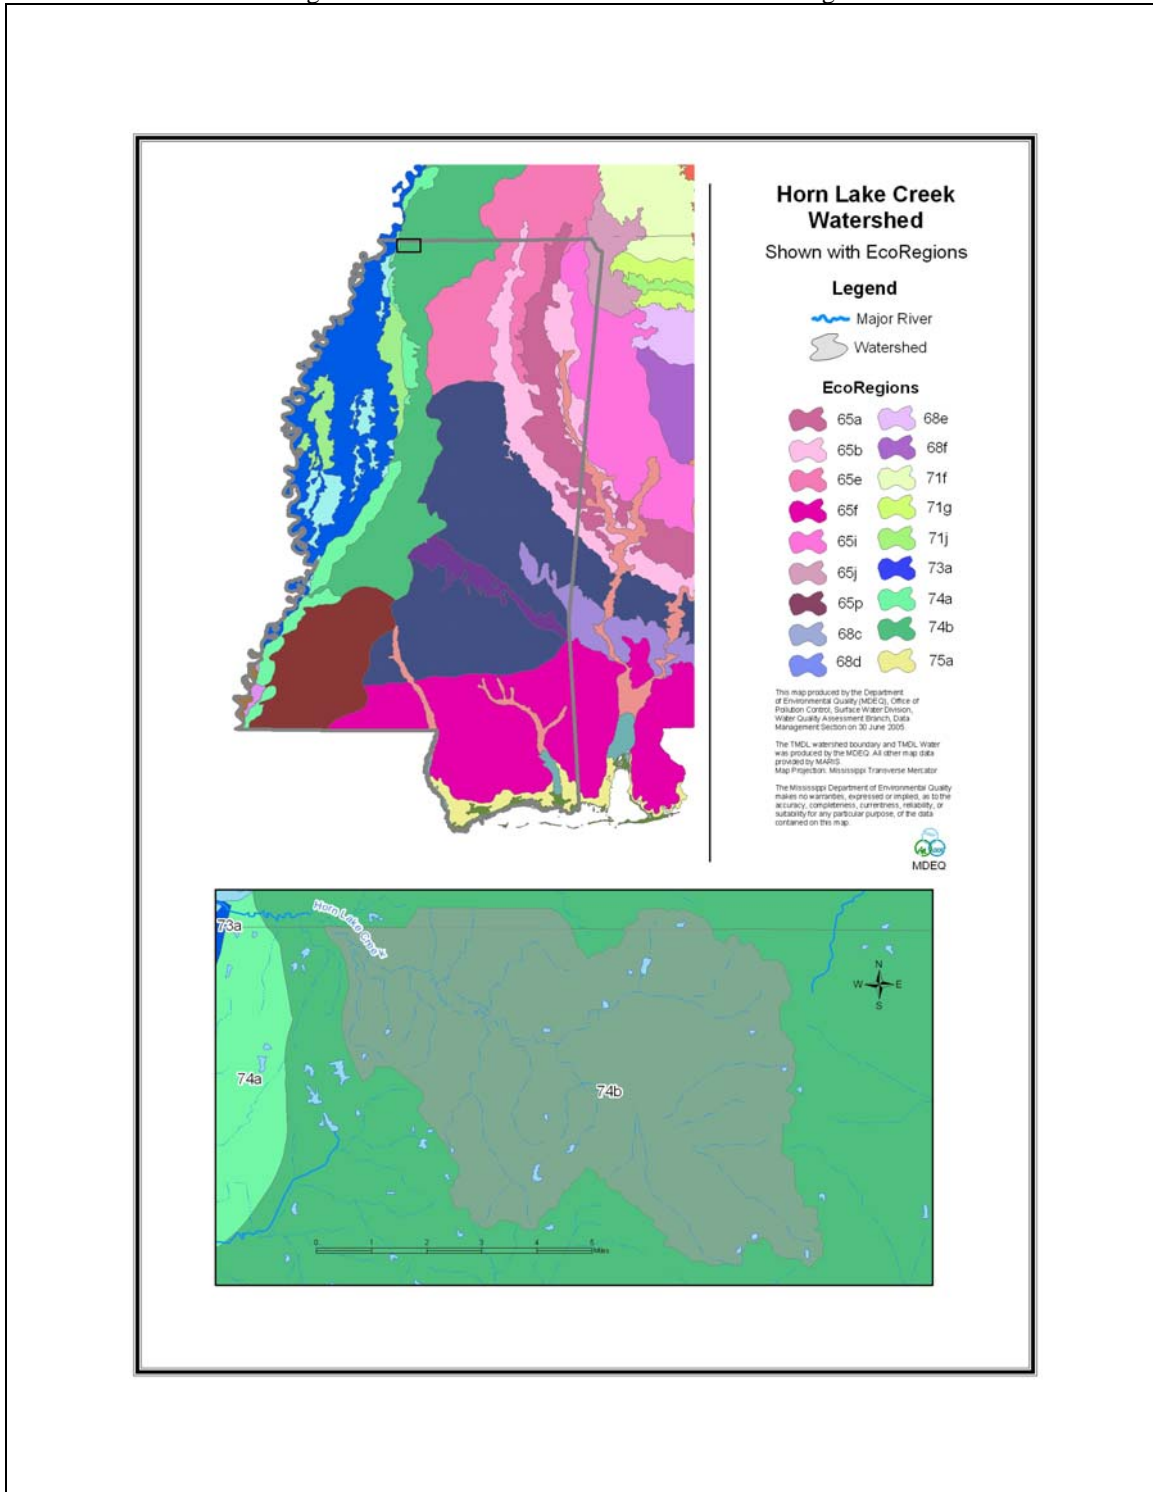 Horn Lake Creek
Watershed
Shown with EcoRegions
Legend
Major River
Watershed
EcoRegions
65a 68e
65b 68f
65e 71f
65f 71g
65i 71j
65j 73a
65p 74a
68c 74b
68d 75a
This map produced by the Department
of Environmental Quality (MDEQ), Office of
Pollution Control, Surface Water Division,
Water Quality Assessment Branch, Data
Management Section on 30 June 2005.
The TMDL watershed boundary and TMDL Water
was produced by the MDEQ. All other map data
provided by MARIS.
Map Projection: Mississippi Transverse Mercator
The Mississippi Department of Environmental Quality
makes no warranties, expressed or implied, as to the
accuracy, completeness, currentness, reliability, or
suitability for any particular purpose, of the data
contained on this map.
MDEQ
Horn Lake Creek
73a
N
W E
S
74a
74b
0 1 2 3 4 5
Miles